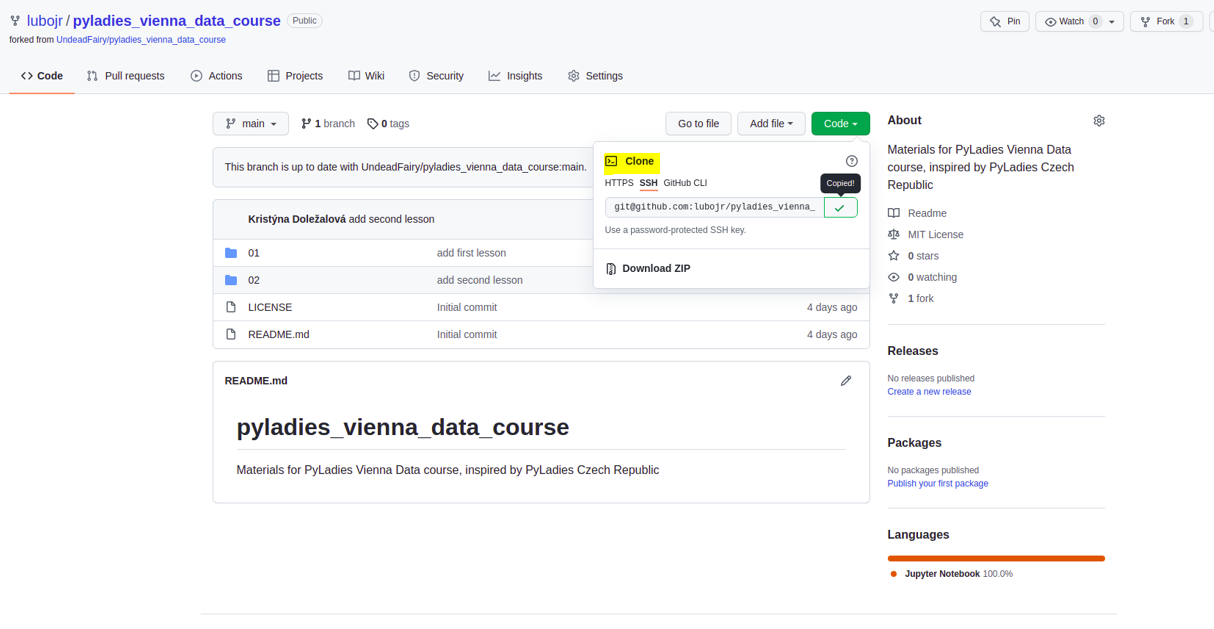 lubojr / pyladies_vienna_data_course Public
Pin
Watch 0
Fork 1
forked from UndeadFairy/pyladies_vienna_data_course
Code
Pull requests
Actions
Projects
Wiki
Security
Insights
Settings
main
1 branch
0 tags
Go to file
Add file
Code
This branch is up to date with UndeadFairy/pyladies_vienna_data_course:main.
Clone
HTTPS SSH GitHub CLI
Copied!
git@github.com:lubojr/pyladies_vienna_
Use a password-protected SSH key.
Download ZIP
Kristýna Doležalová add second lesson
01 add first lesson
02 add second lesson
LICENSE Initial commit 4 days ago
README.md Initial commit 4 days ago
README.md
pyladies_vienna_data_course
Materials for PyLadies Vienna Data course, inspired by PyLadies Czech Republic
About
Materials for PyLadies Vienna Data
course, inspired by PyLadies Czech
Republic
Readme
MIT License
0 stars
0 watching
1 fork
Releases
No releases published
Create a new release
Packages
No packages published
Publish your first package
Languages
Jupyter Notebook 100.0%